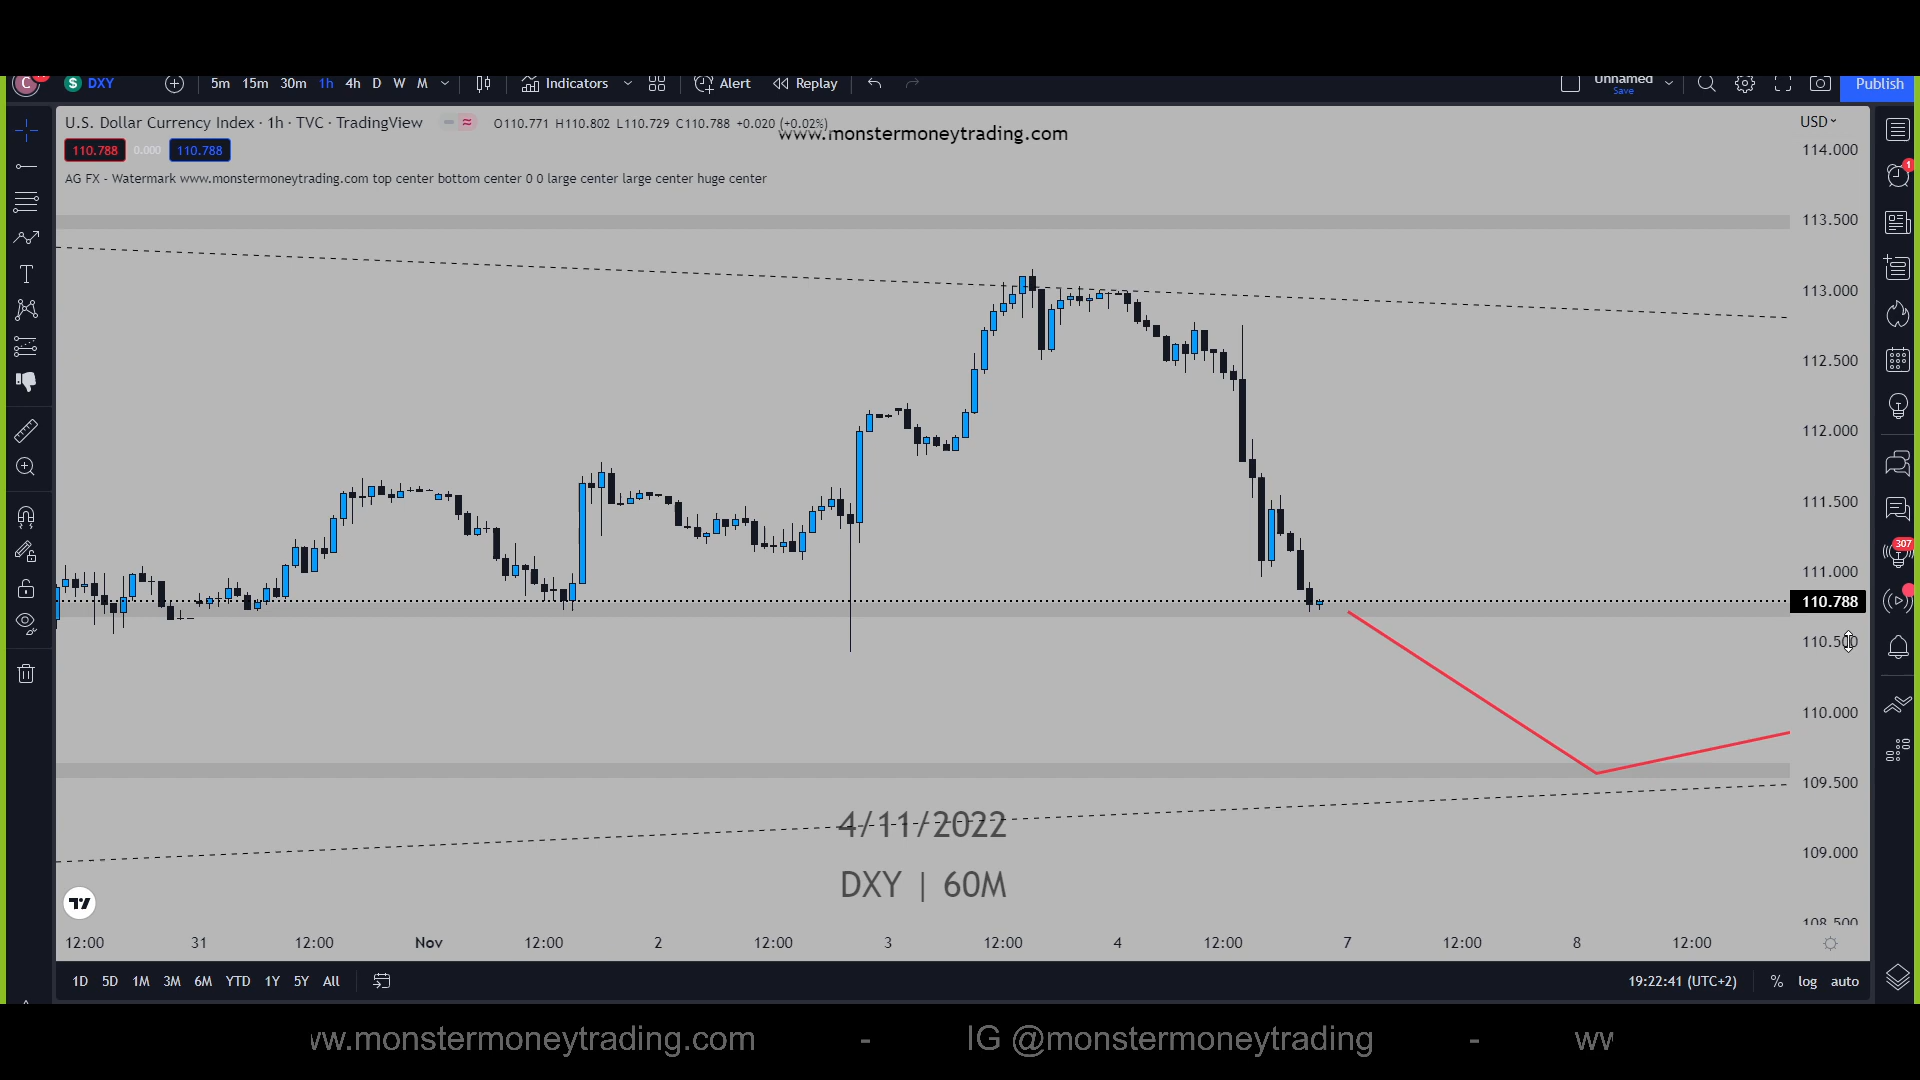 C DXY 5m 15m 30m 1h 4h D W M Indicators Alert Replay Unnamed Save Publish
U.S. Dollar Currency Index · 1h · TVC · TradingView O110.771 H110.802 L110.729 C110.788 +0.020 (+0.02%)
www.monstermoneytrading.com
USD
110.788 0.000 110.788
AG FX - Watermark www.monstermoneytrading.com top center bottom center 0 0 large center large center huge center
114.000
113.500
113.000
112.500
112.000
111.500
111.000
110.788
110.500
110.000
109.500
109.000
108.500
1
307
4/11/2022
DXY | 60M
12:00 31 12:00 Nov 12:00 2 12:00 3 12:00 4 12:00 7 12:00 8 12:00
1D 5D 1M 3M 6M YTD 1Y 5Y All 19:22:41 (UTC+2) % log auto
ww.monstermoneytrading.com - IG @monstermoneytrading - ww